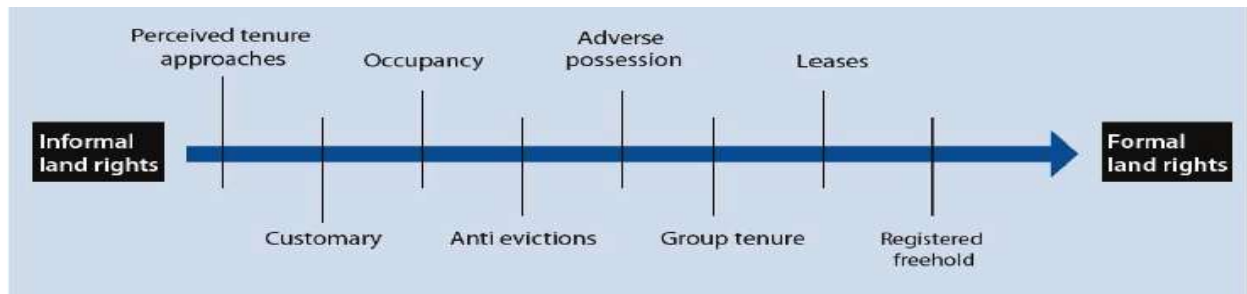 Perceived tenure
approaches
Occupancy
Adverse
possession
Leases
Informal
land rights
Formal
land rights
Customary
Anti evictions
Group tenure
Registered
freehold